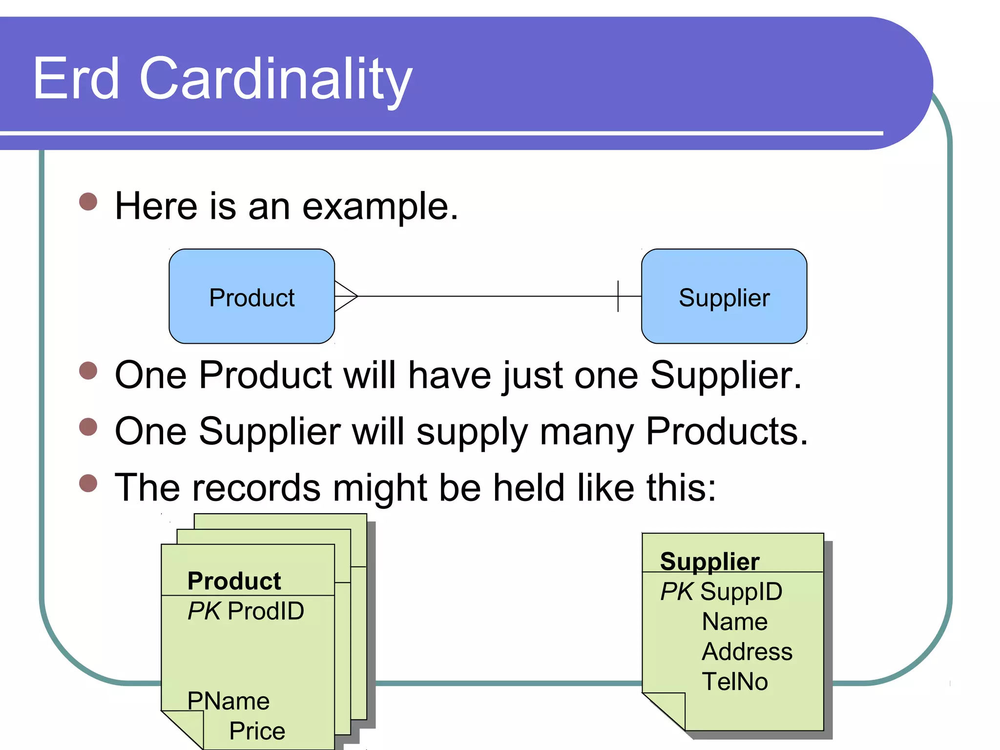 Erd Cardinality
Here is an example.
Product
Supplier
One Product will have just one Supplier.
One Supplier will supply many Products.
The records might be held like this:
Product
PK ProdID
PName
Price
Supplier
PK SuppID
Name
Address
TelNo